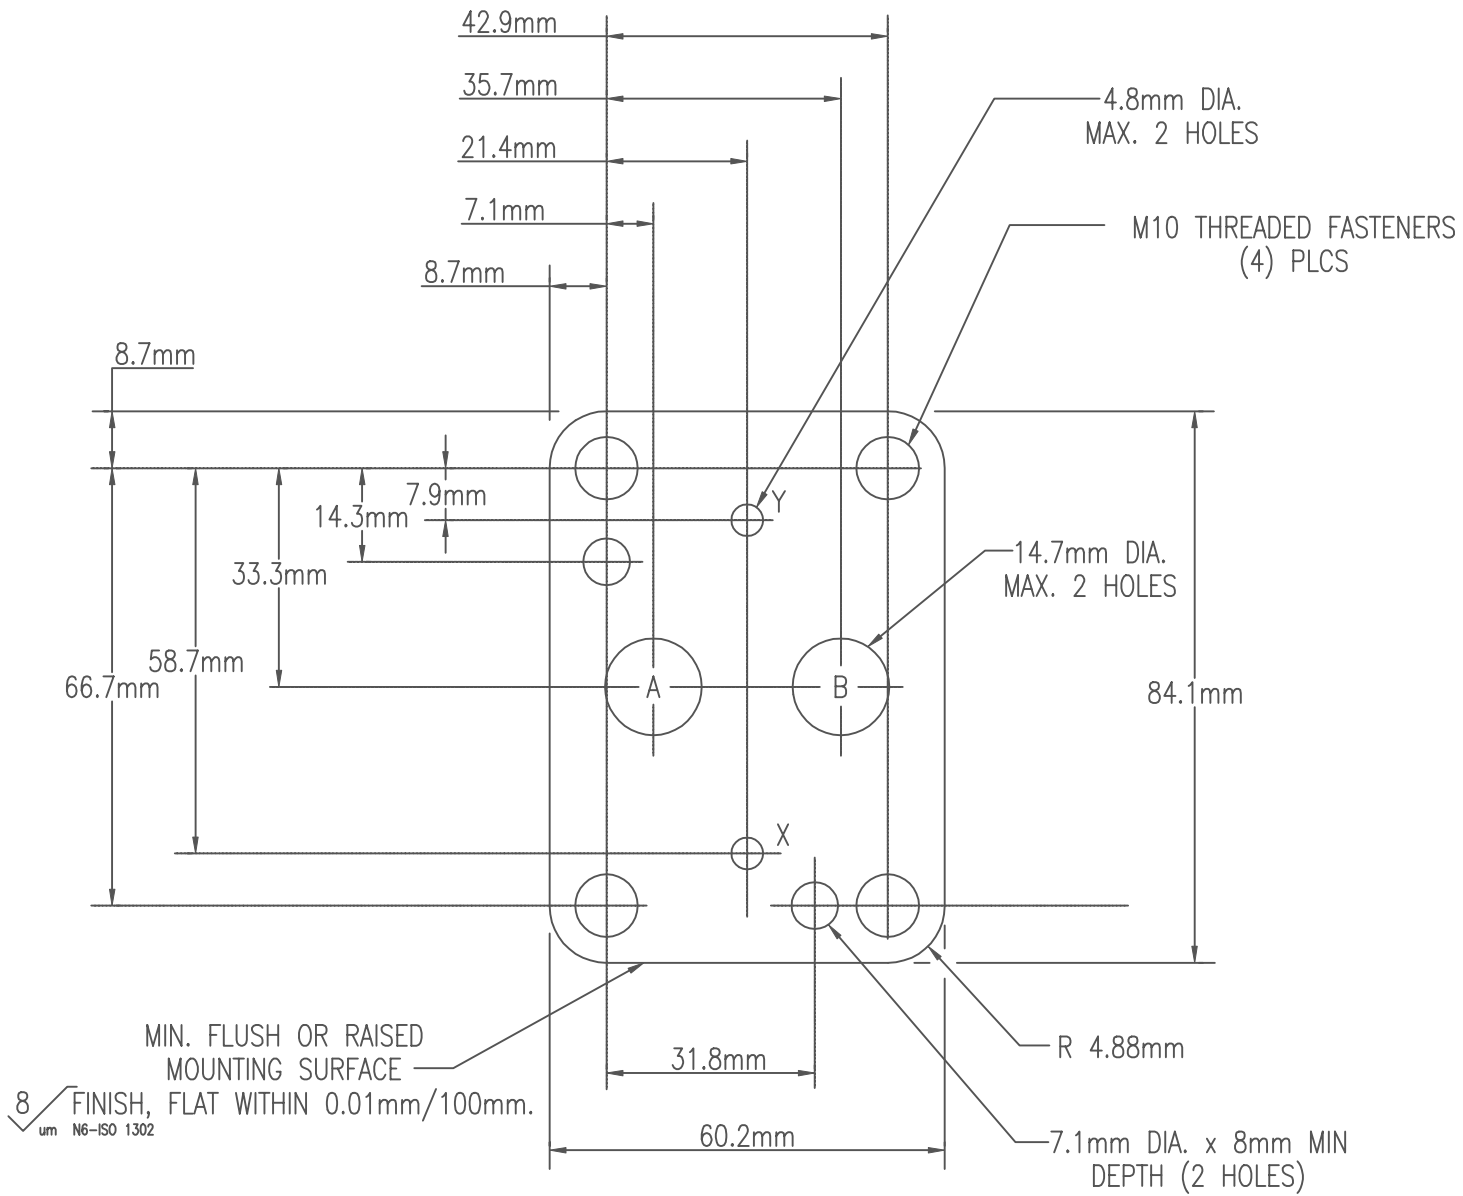 42.9mm
35.7mm
4.8mm DIA.
MAX. 2 HOLES
21.4mm
7.1mm
M10 THREADED FASTENERS
(4) PLCS
8.7mm
8.7mm
7.9mm
Y
14.3mm
14.7mm DIA.
MAX. 2 HOLES
33.3mm
58.7mm
66.7mm
A
B
84.1mm
X
MIN. FLUSH OR RAISED
MOUNTING SURFACE
8 FINISH, FLAT WITHIN 0.01mm/100mm.
um N6-ISO 1302
31.8mm
R 4.88mm
60.2mm
7.1mm DIA. x 8mm MIN
DEPTH (2 HOLES)